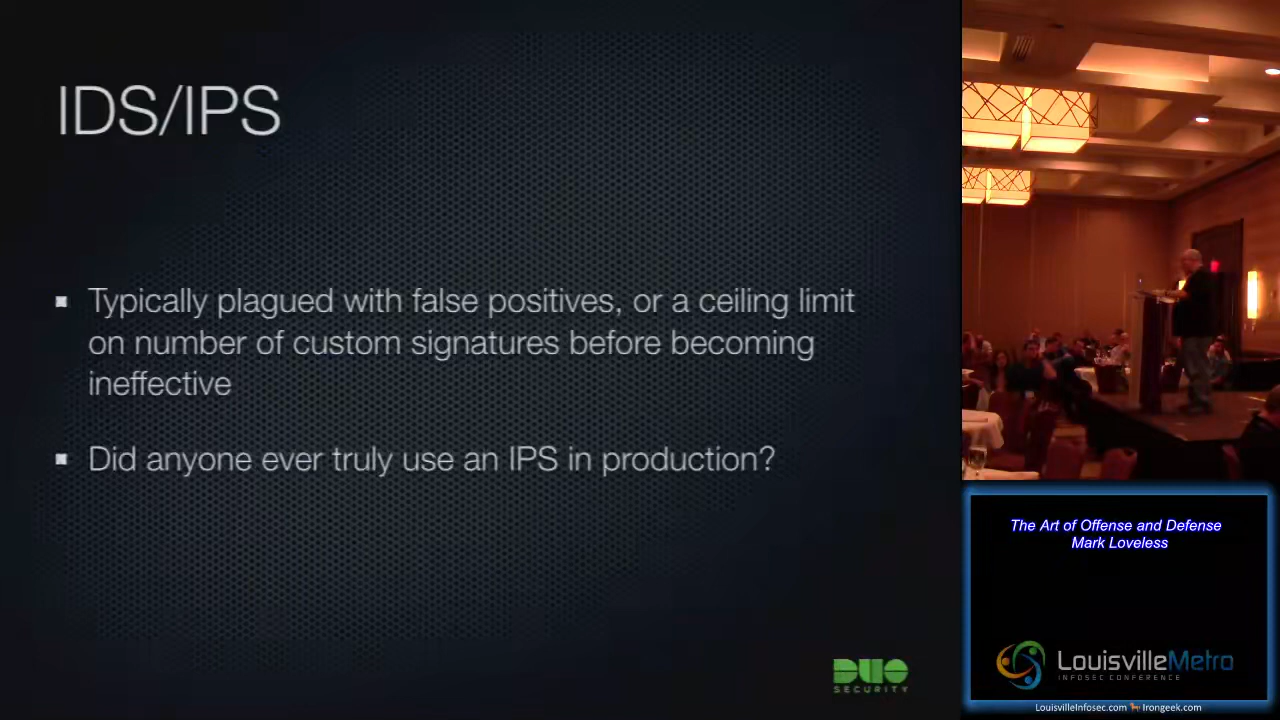 IDS/IPS
Typically plagued with false positives, or a ceiling limit
on number of custom signatures before becoming
ineffective
Did anyone ever truly use an IPS in production?
DUO
SECURITY
The Art of Offense and Defense
Mark Loveless
LouisvilleMetro
INFOSEC CONFERENCE
LouisvilleInfosec.com Irongeek.com